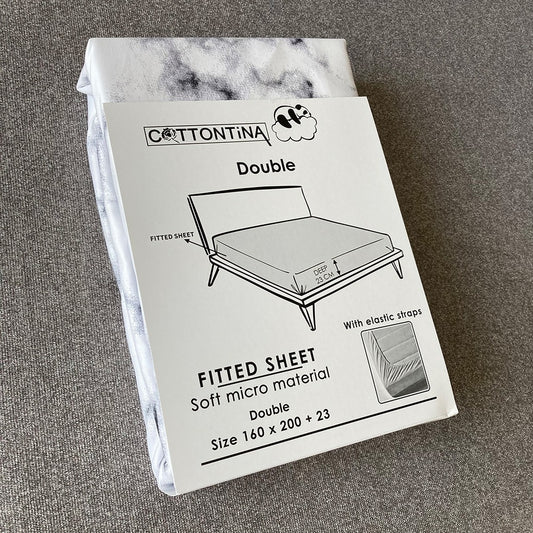 COTTONTiNA
Double
FITTED SHEET
DEEP
23 CM
With elastic straps
FITTED SHEET
Soft micro material
Double
Size 160 x 200 + 23